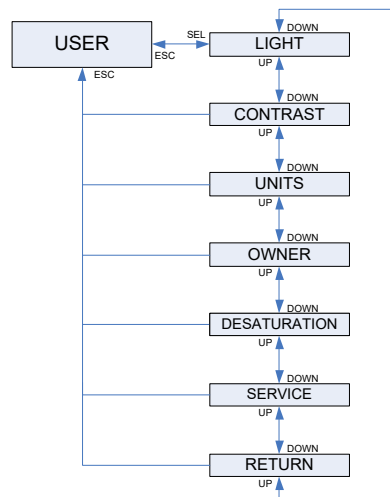 DOWN
USER
SEL
LIGHT
ESC
UP
ESC
DOWN
CONTRAST
UP
DOWN
UNITS
UP
DOWN
OWNER
UP
DOWN
DESATURATION
UP
DOWN
SERVICE
UP
DOWN
RETURN
UP